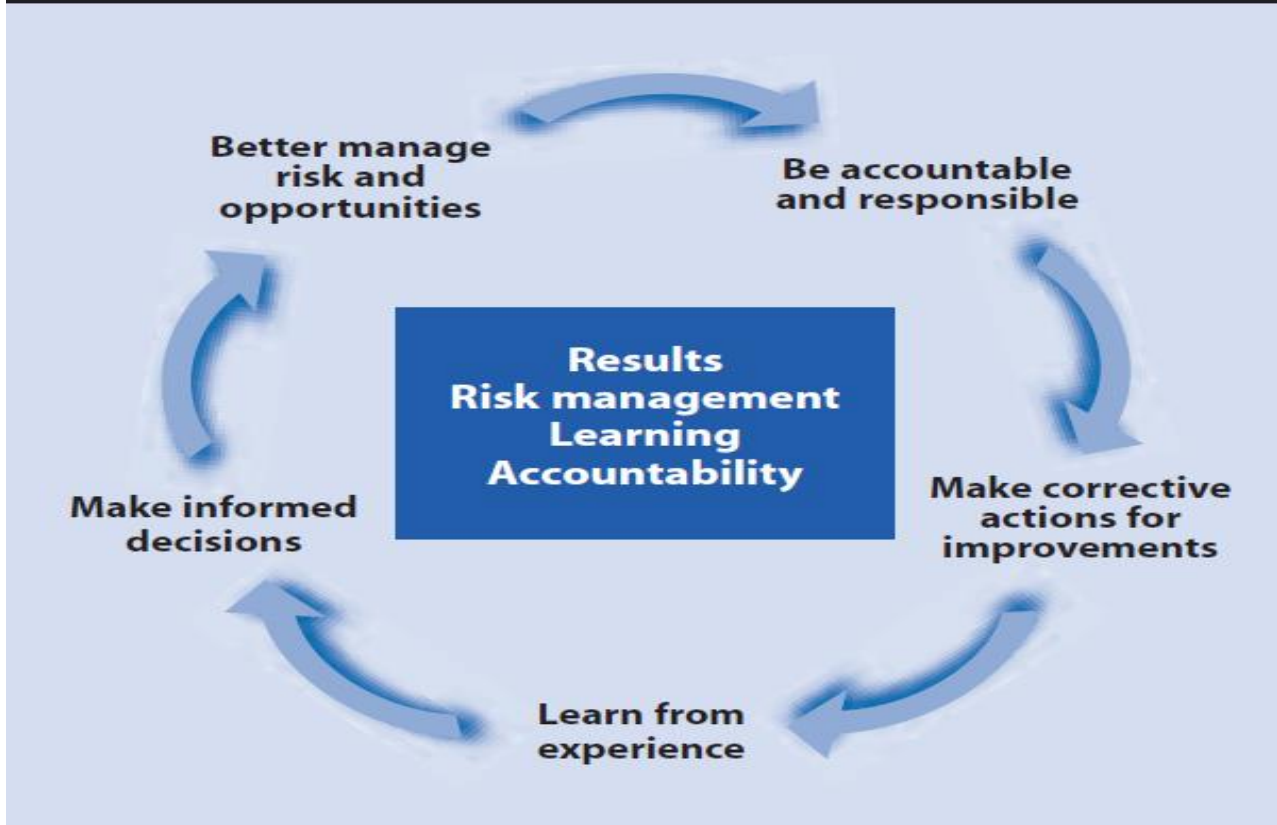 Better manage
risk and
opportunities
Be accountable
and responsible
Results
Risk management
Learning
Accountability
Make informed
decisions
Make corrective
actions for
improvements
Learn from
experience